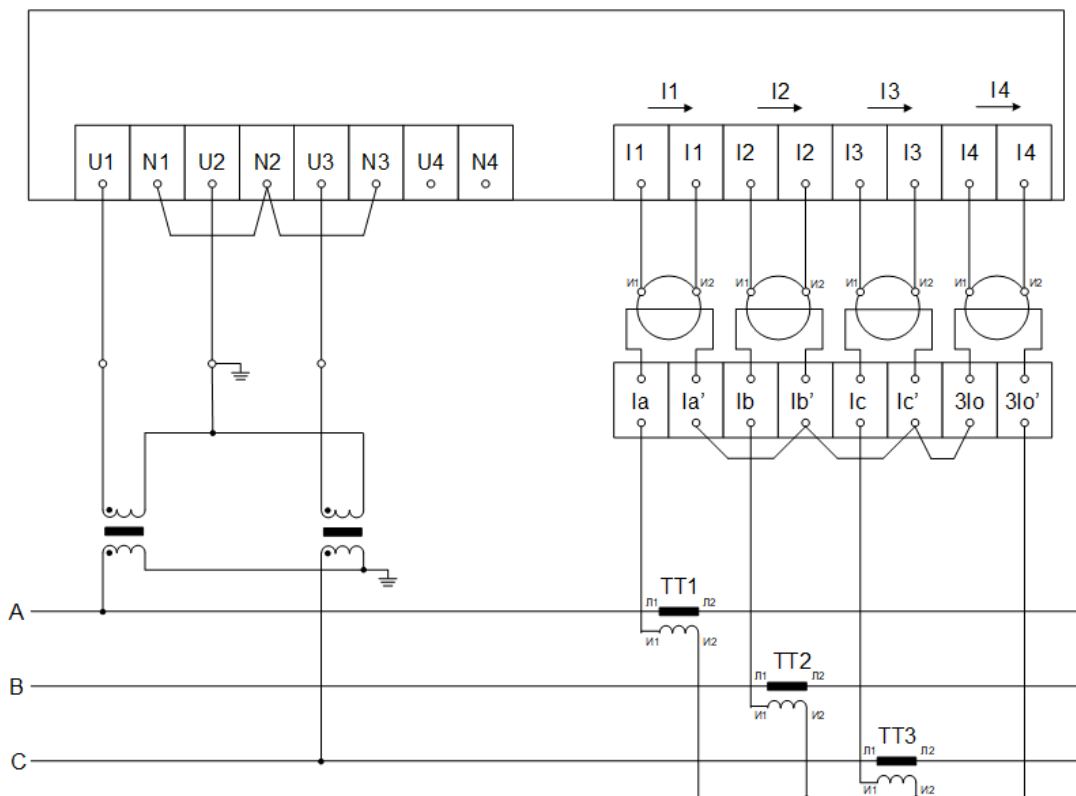 I1 I2 I3 I4
U1 N1 U2 N2 U3 N3 U4 N4 I1 I1 I2 I2 I3 I3 I4 I4
И1 И2 И1 И2 И1 И2 И1 И2
Ia Ia' Ib Ib' Ic Ic' 3Io 3Io'
TT1
A Л1 Л2
И1 И2
TT2
B Л1 Л2
И1 И2
TT3
C Л1 Л2
И1 И2